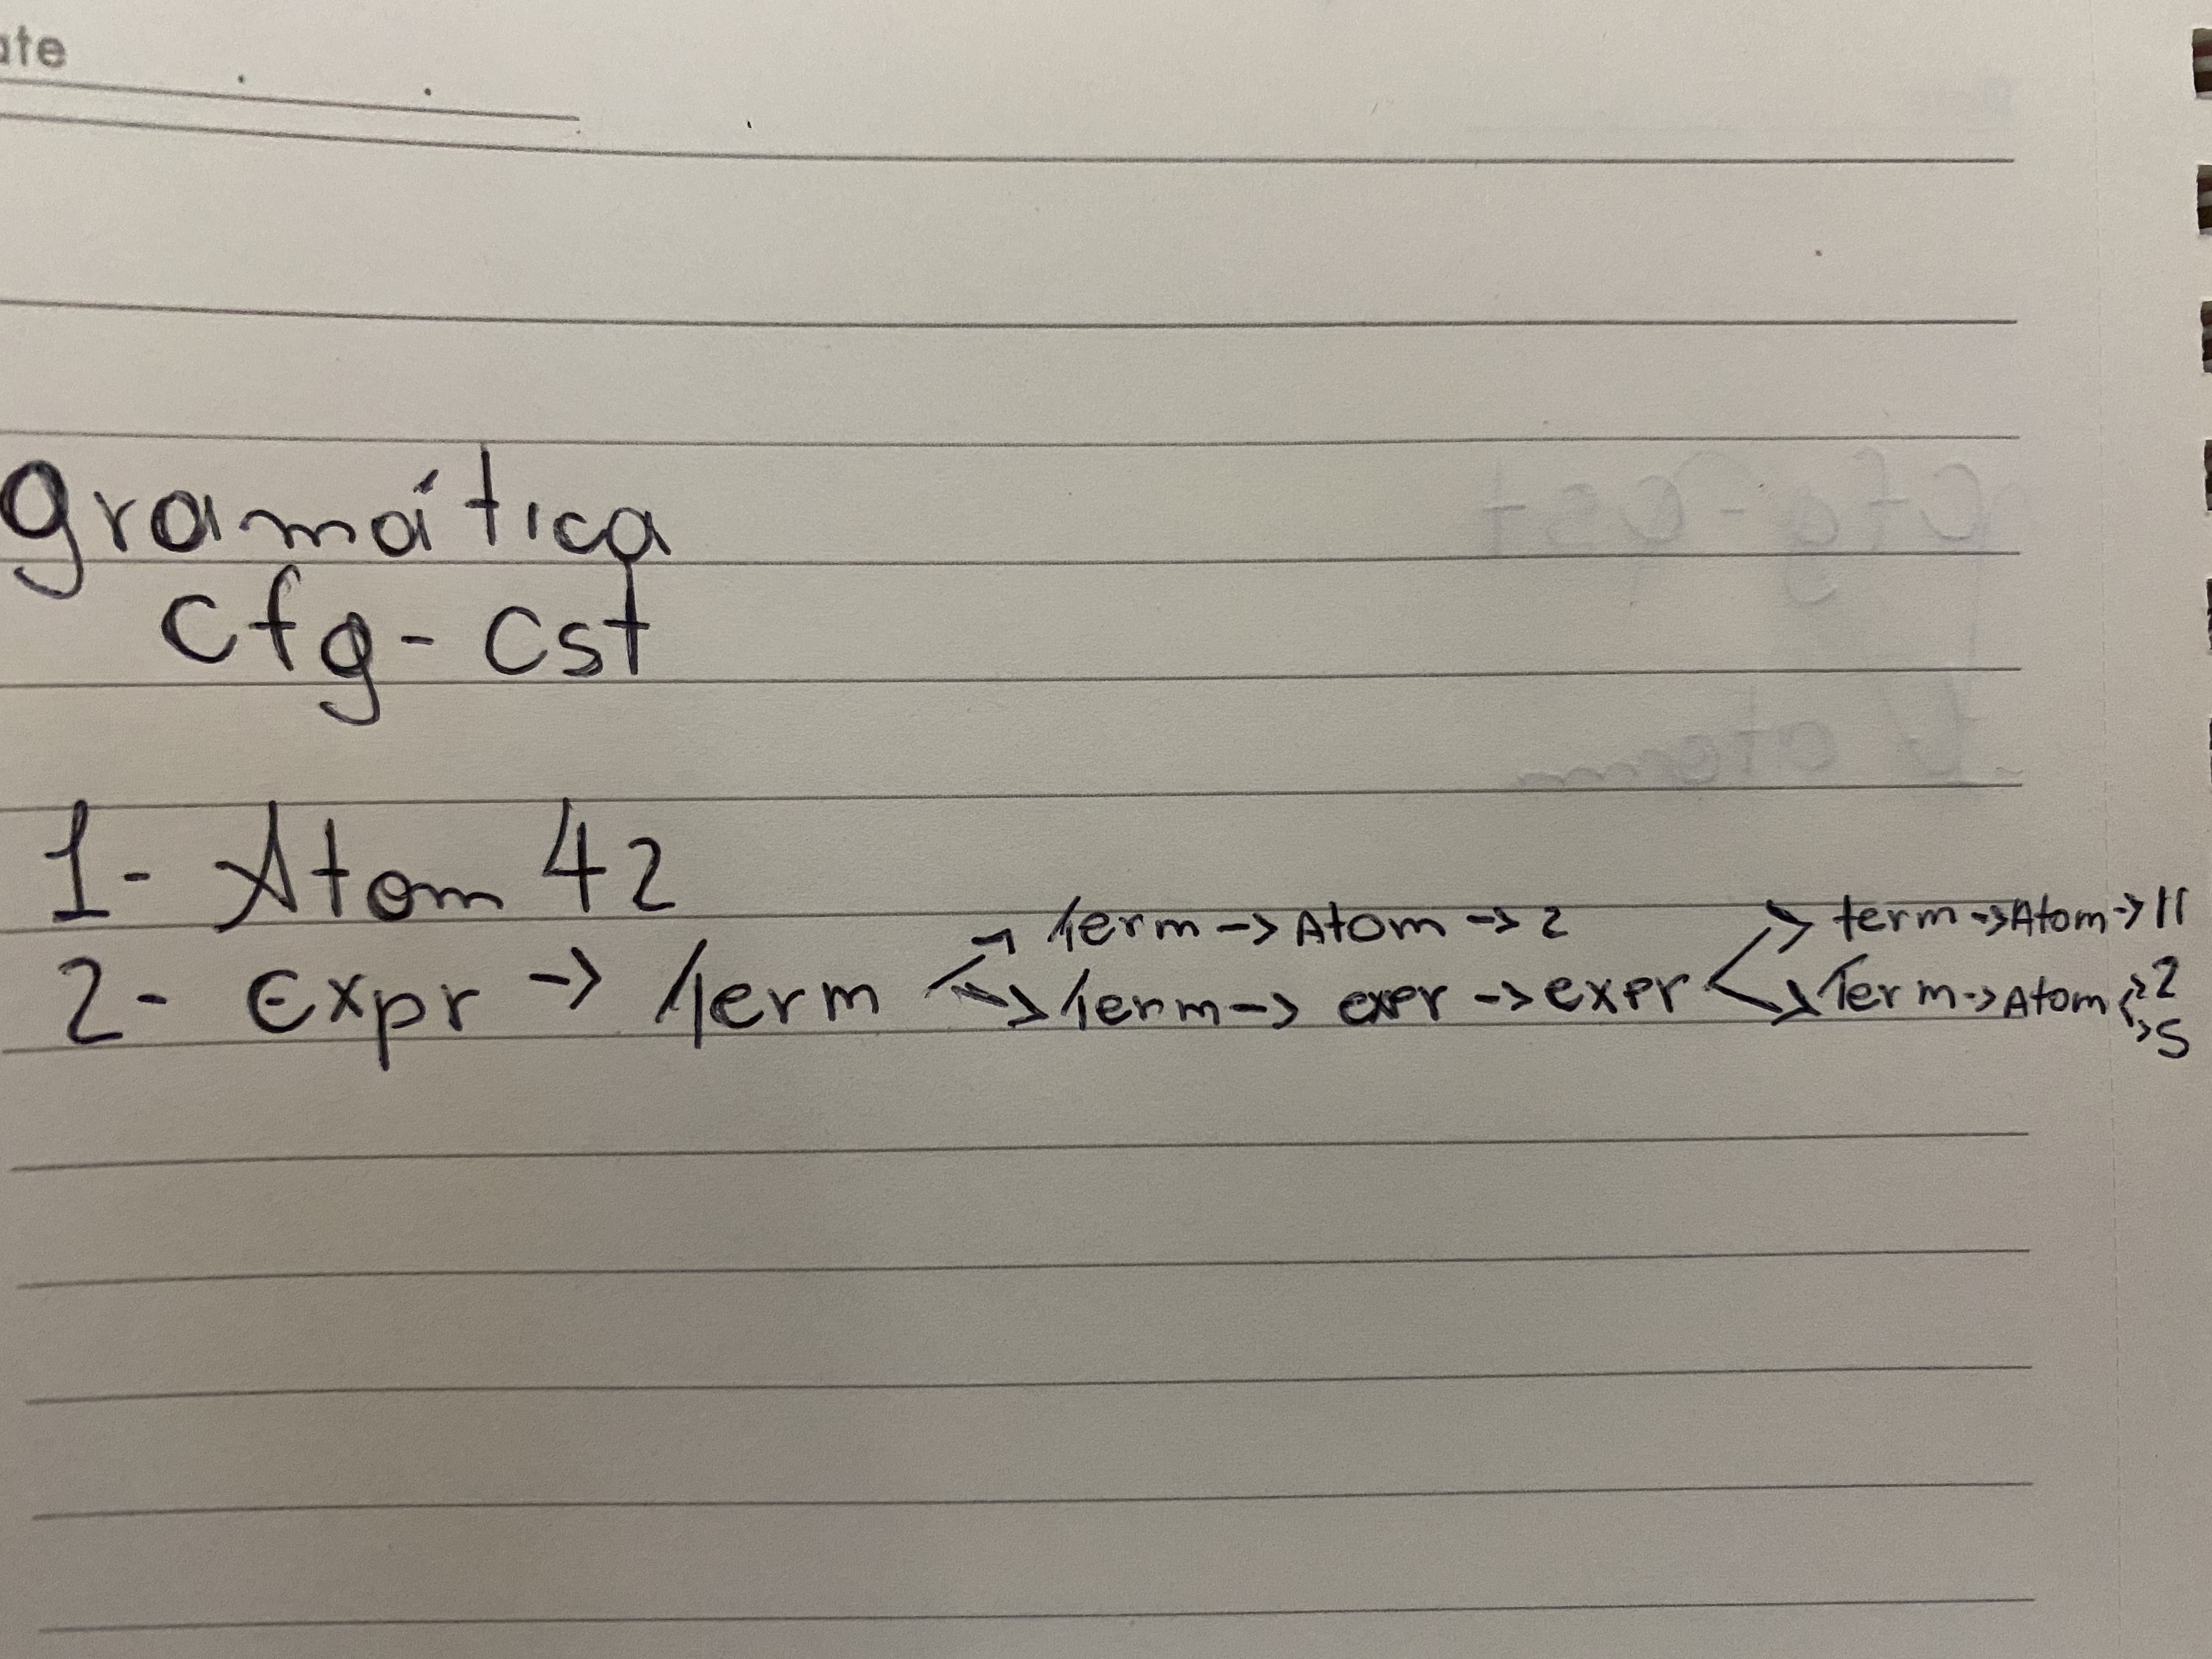 ate
gramática
cfg - cst
1- Atom 42
term -> Atom -> 2 term -> Atom -> 11
2- Expr -> Term Term -> expr -> expr Term -> Atom -> 2
-> 5